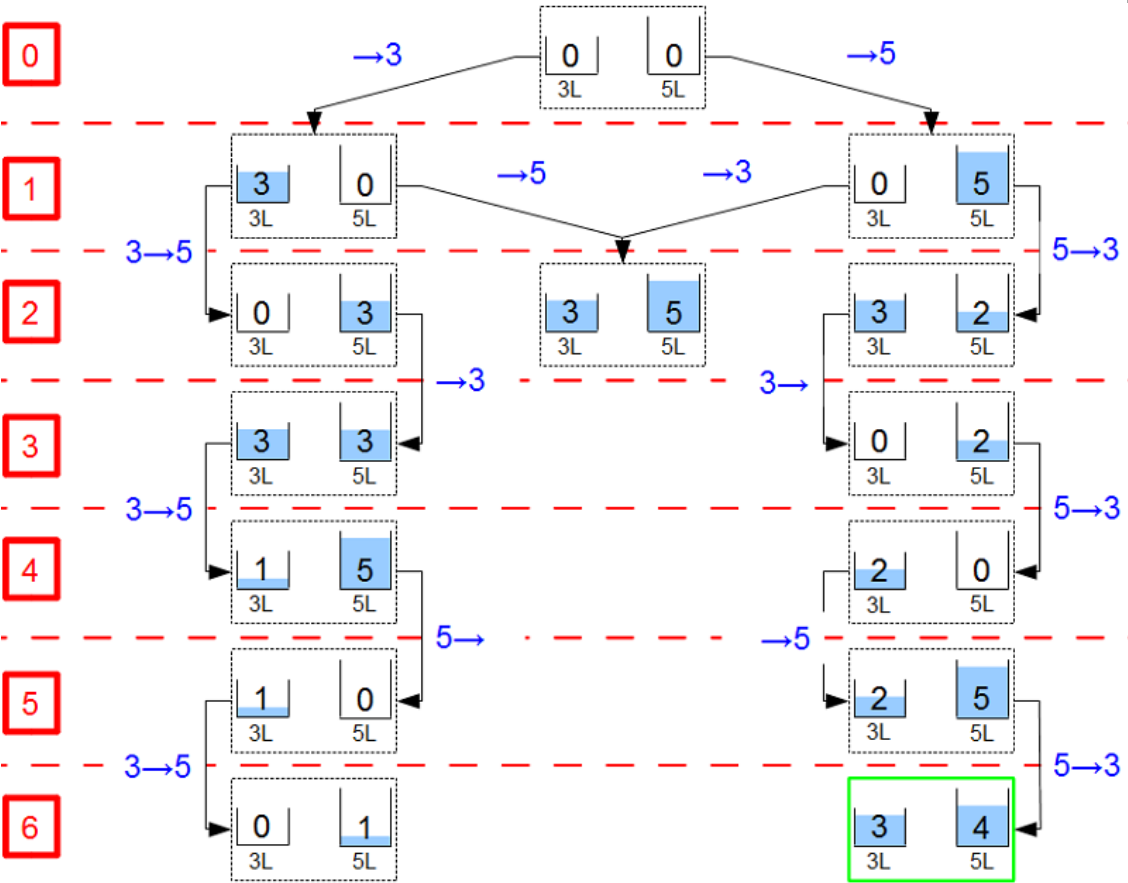 0 →3 0 0 →5
3L 5L
1 3 0 →5 →3 0 5
3L 5L 3L 5L
3→5 5→3
2 0 3 3 5 3 2
3L 5L 3L 5L 3L 5L
→3 3→
3 3 3 0 2
3L 5L 3L 5L
3→5 5→3
4 1 5 2 0
3L 5L 3L 5L
5→ →5
5 1 0 2 5
3L 5L 3L 5L
3→5 5→3
6 0 1 3 4
3L 5L 3L 5L